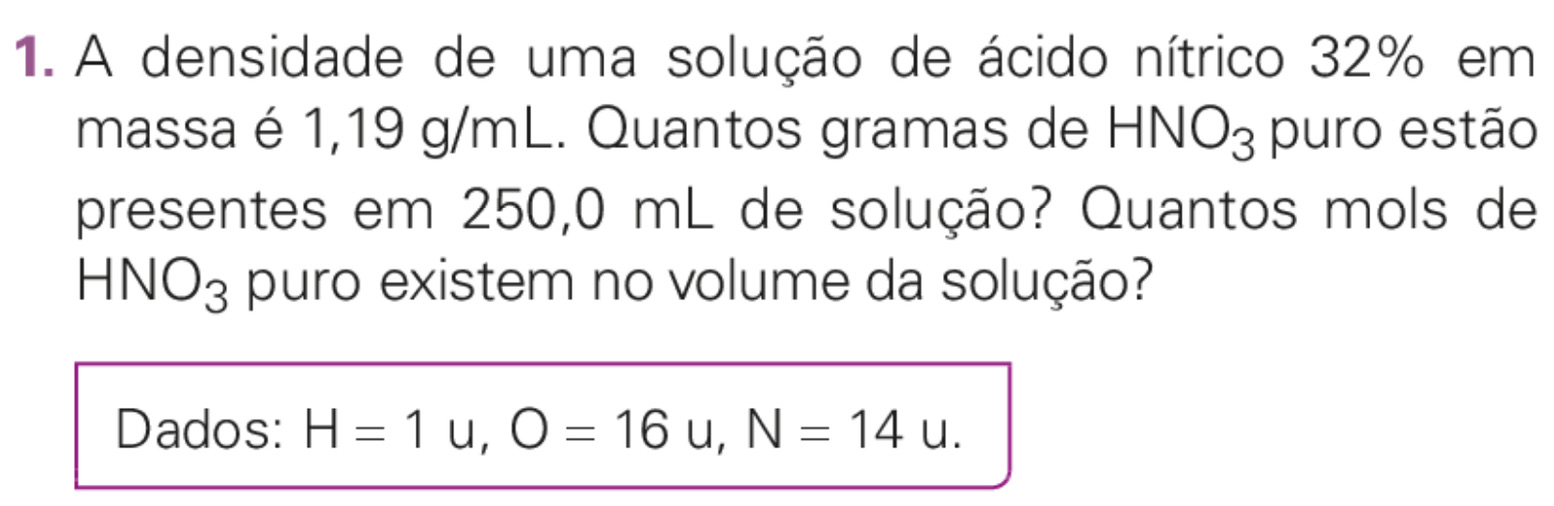 1. A densidade de uma solução de ácido nítrico 32% em
massa é 1,19 g/mL. Quantos gramas de HNO₃ puro estão
presentes em 250,0 mL de solução? Quantos mols de
HNO₃ puro existem no volume da solução?
Dados: H = 1 u, O = 16 u, N = 14 u.